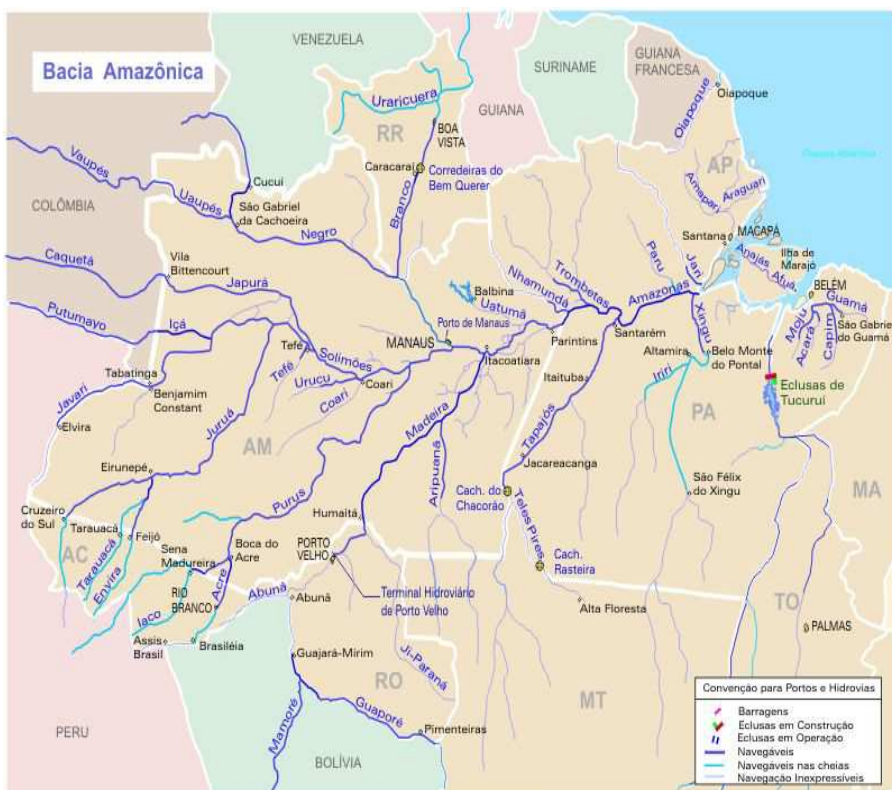 Bacia Amazônica
VENEZUELA
SURINAME
GUIANA
FRANCESA
GUIANA
COLÔMBIA
PERU
BOLÍVIA
RR
AP
AM
PA
MA
AC
RO
MT
TO
Uraricuera
BOA
VISTA
Caracaraí
Corredeiras do
Bem Querer
Branco
Oiapoque
Oiapoque
Vaupés
Uaupés
Cucuí
São Gabriel
da Cachoeira
Negro
Amapari
Araguari
MACAPÁ
Santana
Anajás
Afuá
Ilha de
Marajó
BELÉM
Guamá
São Gabriel
do Guamá
Moju
Acará
Capim
Caquetá
Vila
Bittencourt
Japurá
Putumayo
Içá
Balbina
Uatumã
Nhamundá
Trombetas
Paru
Jari
Amazonas
Xingu
Porto de Manaus
MANAUS
Itacoatiara
Parintins
Santarém
Altamira
Belo Monte
do Pontal
Tefé
Tefé
Solimões
Urucu
Coari
Coari
Tabatinga
Benjamim
Constant
Javari
Elvira
Juruá
Eirunepé
Itaituba
Iriri
Eclusas de
Tucurui
Madeira
Aripuanã
Tapajós
Jacareacanga
Cach. do
Chacorão
São Félix
do Xingu
Purus
Humaitá
Cruzeiro
do Sul
Tarauacá
Tarauacá
Feijó
Envira
Sena
Madureira
Boca do
Acre
Acre
RIO
BRANCO
Iaco
Assis
Brasil
Brasiléia
PORTO
VELHO
Abunã
Abunã
Terminal Hidroviário
de Porto Velho
Teles Pires
Cach.
Rasteira
Alta Floresta
PALMAS
Guajará-Mirim
Ji-Paraná
Mamoré
Guaporé
Pimenteiras
Convenção para Portos e Hidrovias
Barragens
Eclusas em Construção
Eclusas em Operação
Navegáveis
Navegáveis nas cheias
Navegação Inexpressíveis